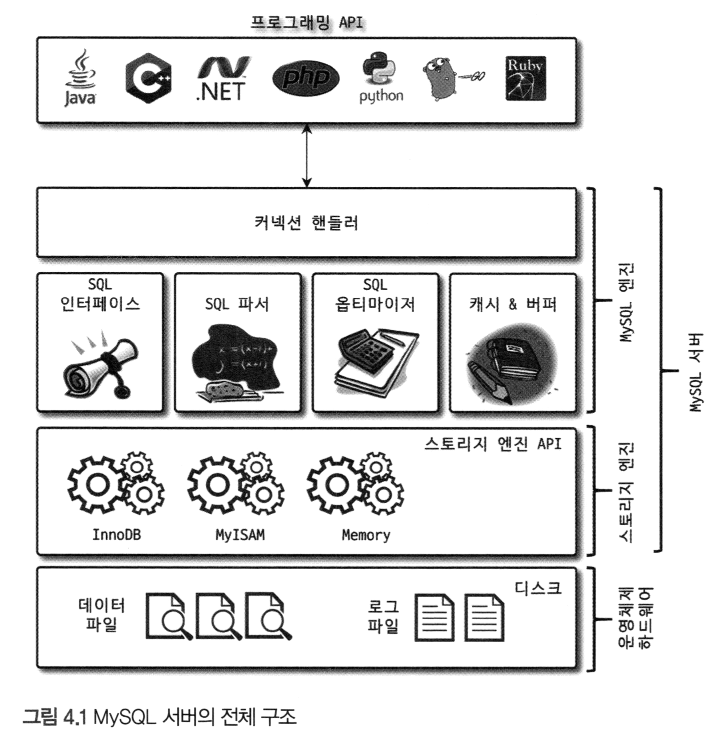 프로그래밍 API
Java
C++
.NET
php
python
GO
Ruby
커넥션 핸들러
SQL
인터페이스
SQL 파서
SQL
옵티마이저
캐시 & 버퍼
MySQL 엔진
MySQL 서버
스토리지 엔진 API
InnoDB
MyISAM
Memory
스토리지 엔진
디스크
데이터
파일
로그
파일
운영체제
하드웨어
그림 4.1 MySQL 서버의 전체 구조